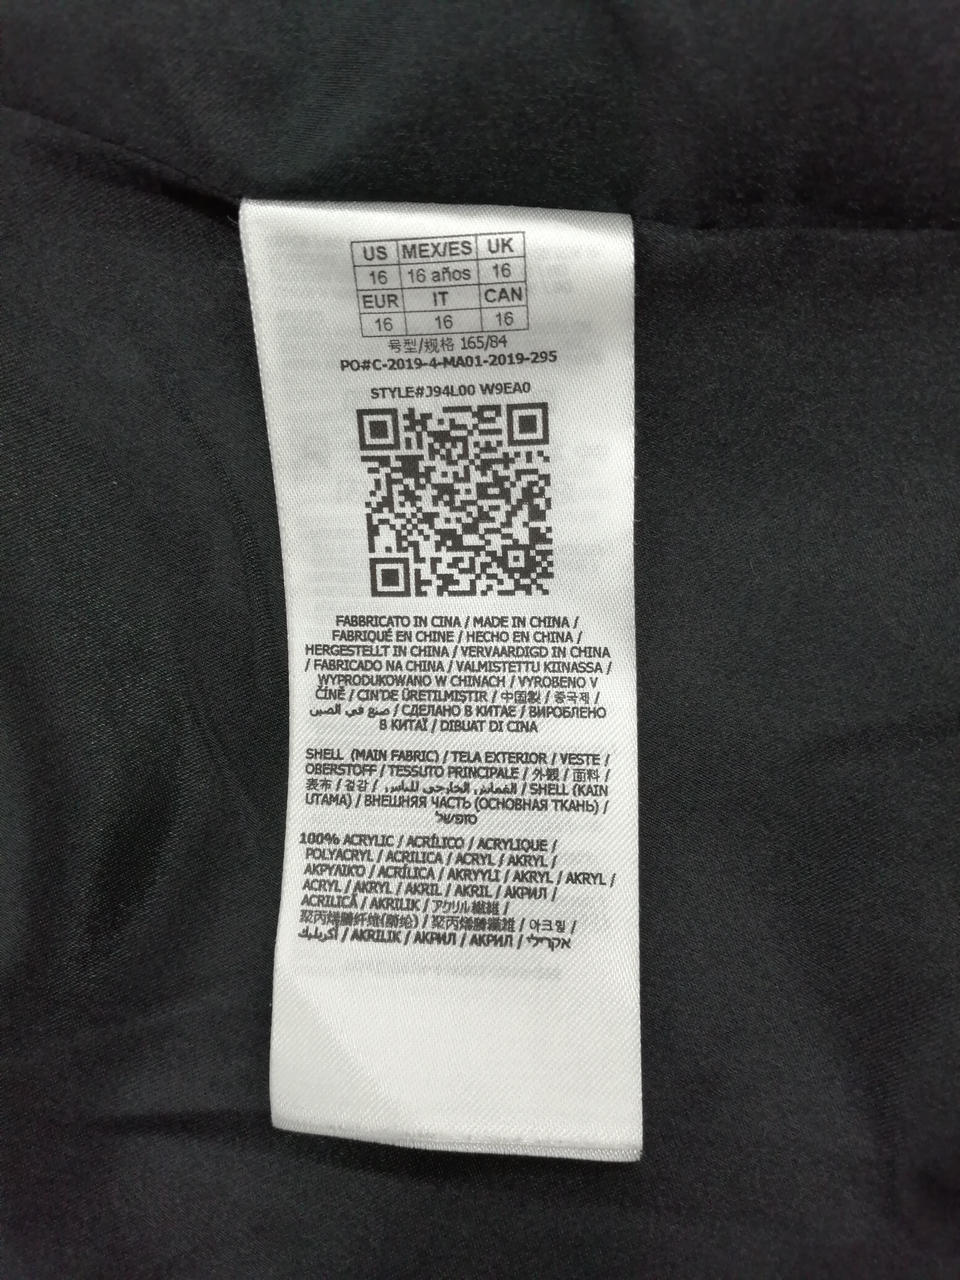 US MEX/ES UK
16 16 años 16
EUR IT CAN
16 16 16
号型/规格 165/84
PO#C-2019-4-MA01-2019-295
STYLE#J94L00 W9EA0
FABBRICATO IN CINA / MADE IN CHINA /
FABRIQUÉ EN CHINE / HECHO EN CHINA /
HERGESTELLT IN CHINA / VERVAARDIGD IN CHINA
/ FABRICADO NA CHINA / VALMISTETTU KIINASSA /
WYPRODUKOWANO W CHINACH / VYROBENO V
ČÍNĚ / CIN'DE ÜRETILMISTIR / 中国製 / 중국제 /
صنع في الصين / СДЕЛАНО В КИТАЕ / ВИРОБЛЕНО
В КИТАЇ / DIBUAT DI CINA
SHELL (MAIN FABRIC) / TELA EXTERIOR / VESTE /
OBERSTOFF / TESSUTO PRINCIPALE / 外観 / 面料 /
表布 / 겉감 / القماش الخارجي للباس / SHELL (KAIN
UTAMA) / ВНЕШНЯЯ ЧАСТЬ (ОСНОВНАЯ ТКАНЬ) /
100% ACRYLIC / ACRÍLICO / ACRYLIQUE /
POLYACRYL / ACRILICA / ACRYL / AKRYL /
ΑΚΡΥΛΙΚΟ / ACRÍLICA / AKRYYLI / AKRYL / AKRYL /
ACRYL / AKRYL / AKRIL / AKRIL / АКРИЛ /
ACRILICĂ / AKRILIK / アクリル繊維 /
聚丙烯腈纤维(腈纶) / 聚丙烯腈纖維 / 아크릴 /
أكريليك / AKRILIK / АКРИЛ / АКРИЛ / אקרילי